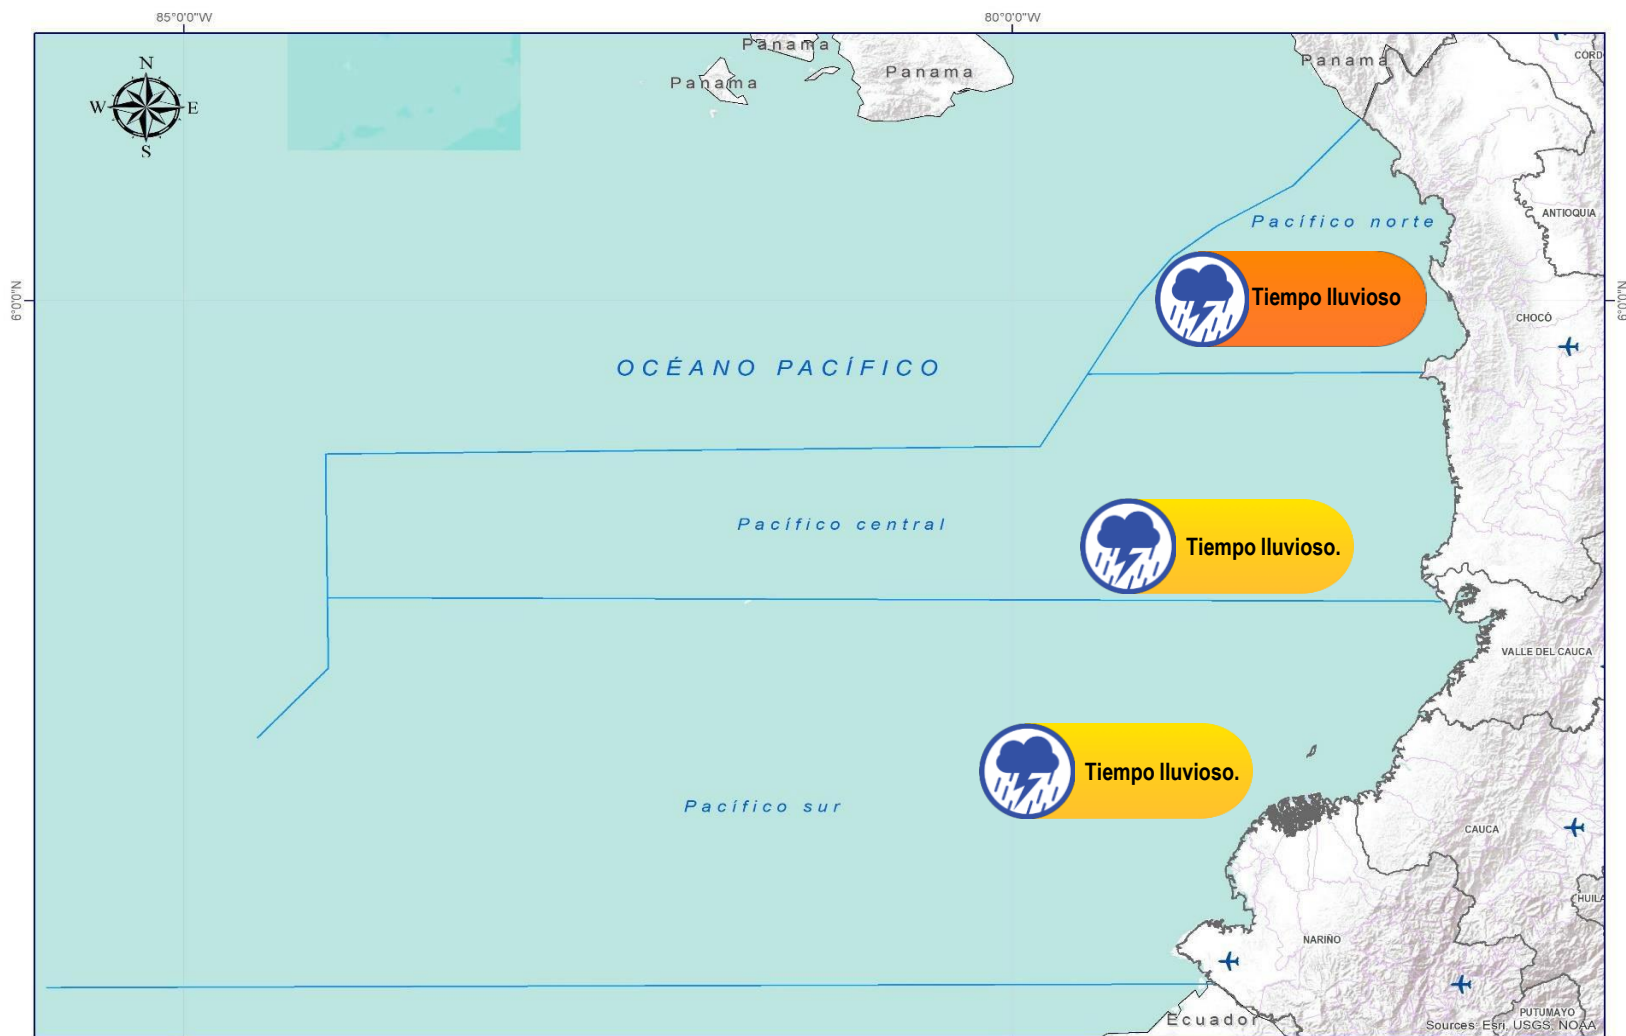 85°0'0"W
80°0'0"W
Panama
Panama
Panama
Panama
N
W
E
S
ANTIOQUIA
Pacífico norte
6°0'0"N
6°0'0"N
Tiempo lluvioso
CHOCÓ
OCÉANO PACÍFICO
Pacífico central
Tiempo lluvioso.
VALLE DEL CAUCA
Tiempo lluvioso.
Pacífico sur
CAUCA
HUILA
NARIÑO
PUTUMAYO
Ecuador
Sources: Esri, USGS, NOAA